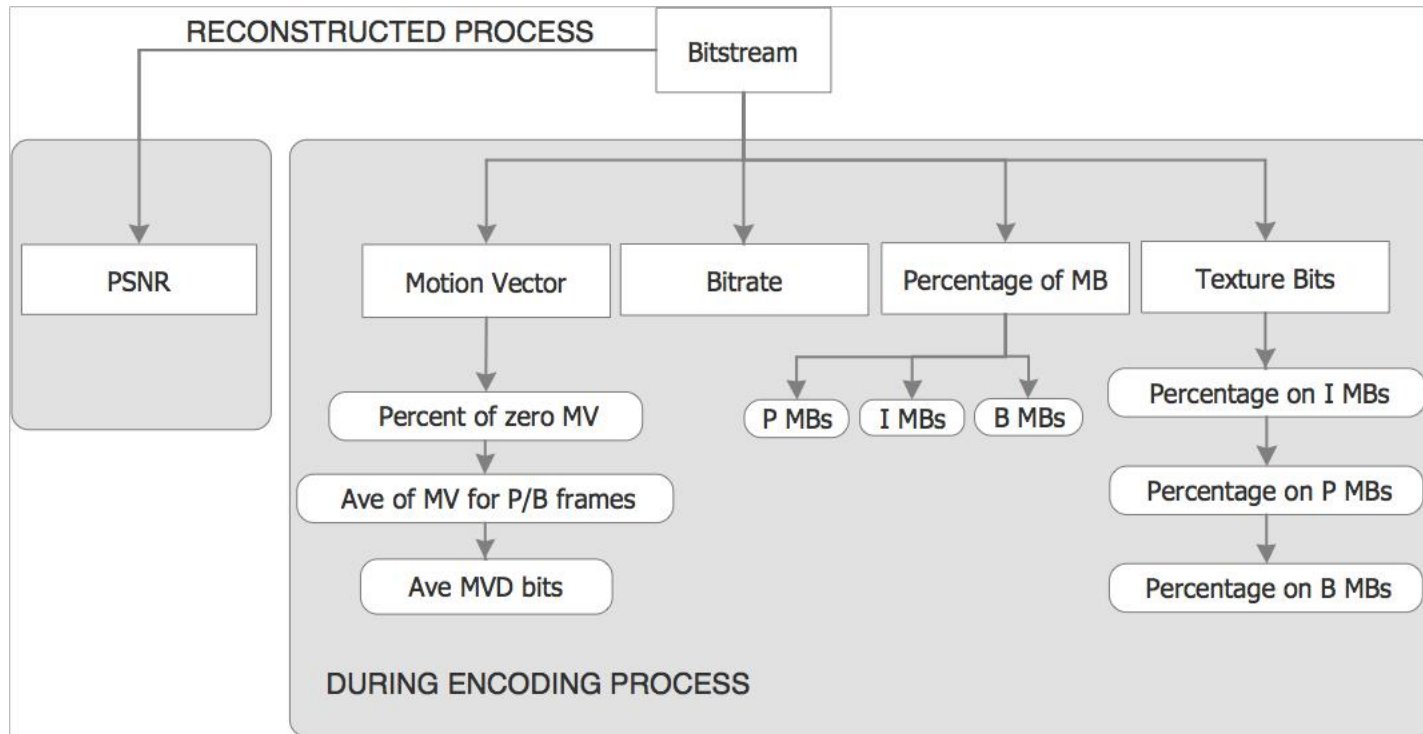 RECONSTRUCTED PROCESS
Bitstream
PSNR
Motion Vector
Bitrate
Percentage of MB
Texture Bits
Percent of zero MV
Ave of MV for P/B frames
Ave MVD bits
P MBs
I MBs
B MBs
Percentage on I MBs
Percentage on P MBs
Percentage on B MBs
DURING ENCODING PROCESS